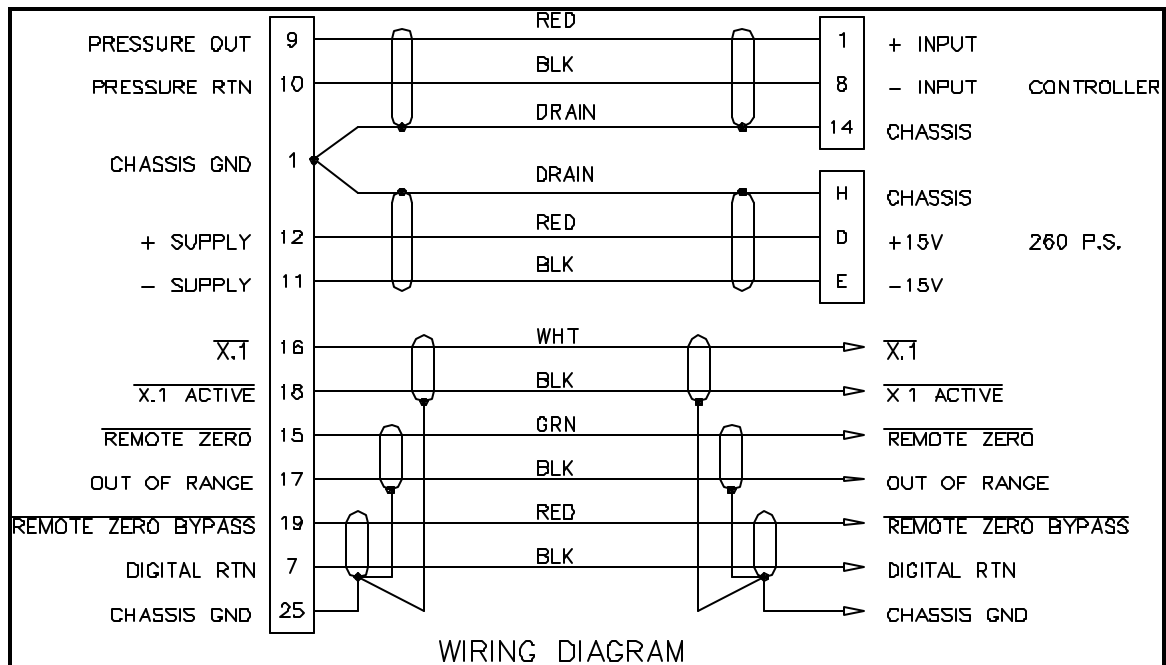 RED
PRESSURE OUT 9 1 + INPUT
BLK
PRESSURE RTN 10 8 - INPUT CONTROLLER
DRAIN
14 CHASSIS
CHASSIS GND 1
DRAIN
H CHASSIS
RED
+ SUPPLY 12 D +15V 260 P.S.
BLK
- SUPPLY 11 E -15V
WHT
X.1 16 X.1
BLK
X.1 ACTIVE 18 X 1 ACTIVE
GRN
REMOTE ZERO 15 REMOTE ZERO
BLK
OUT OF RANGE 17 OUT OF RANGE
RED
REMOTE ZERO BYPASS 19 REMOTE ZERO BYPASS
BLK
DIGITAL RTN 7 DIGITAL RTN
CHASSIS GND 25 CHASSIS GND
WIRING DIAGRAM